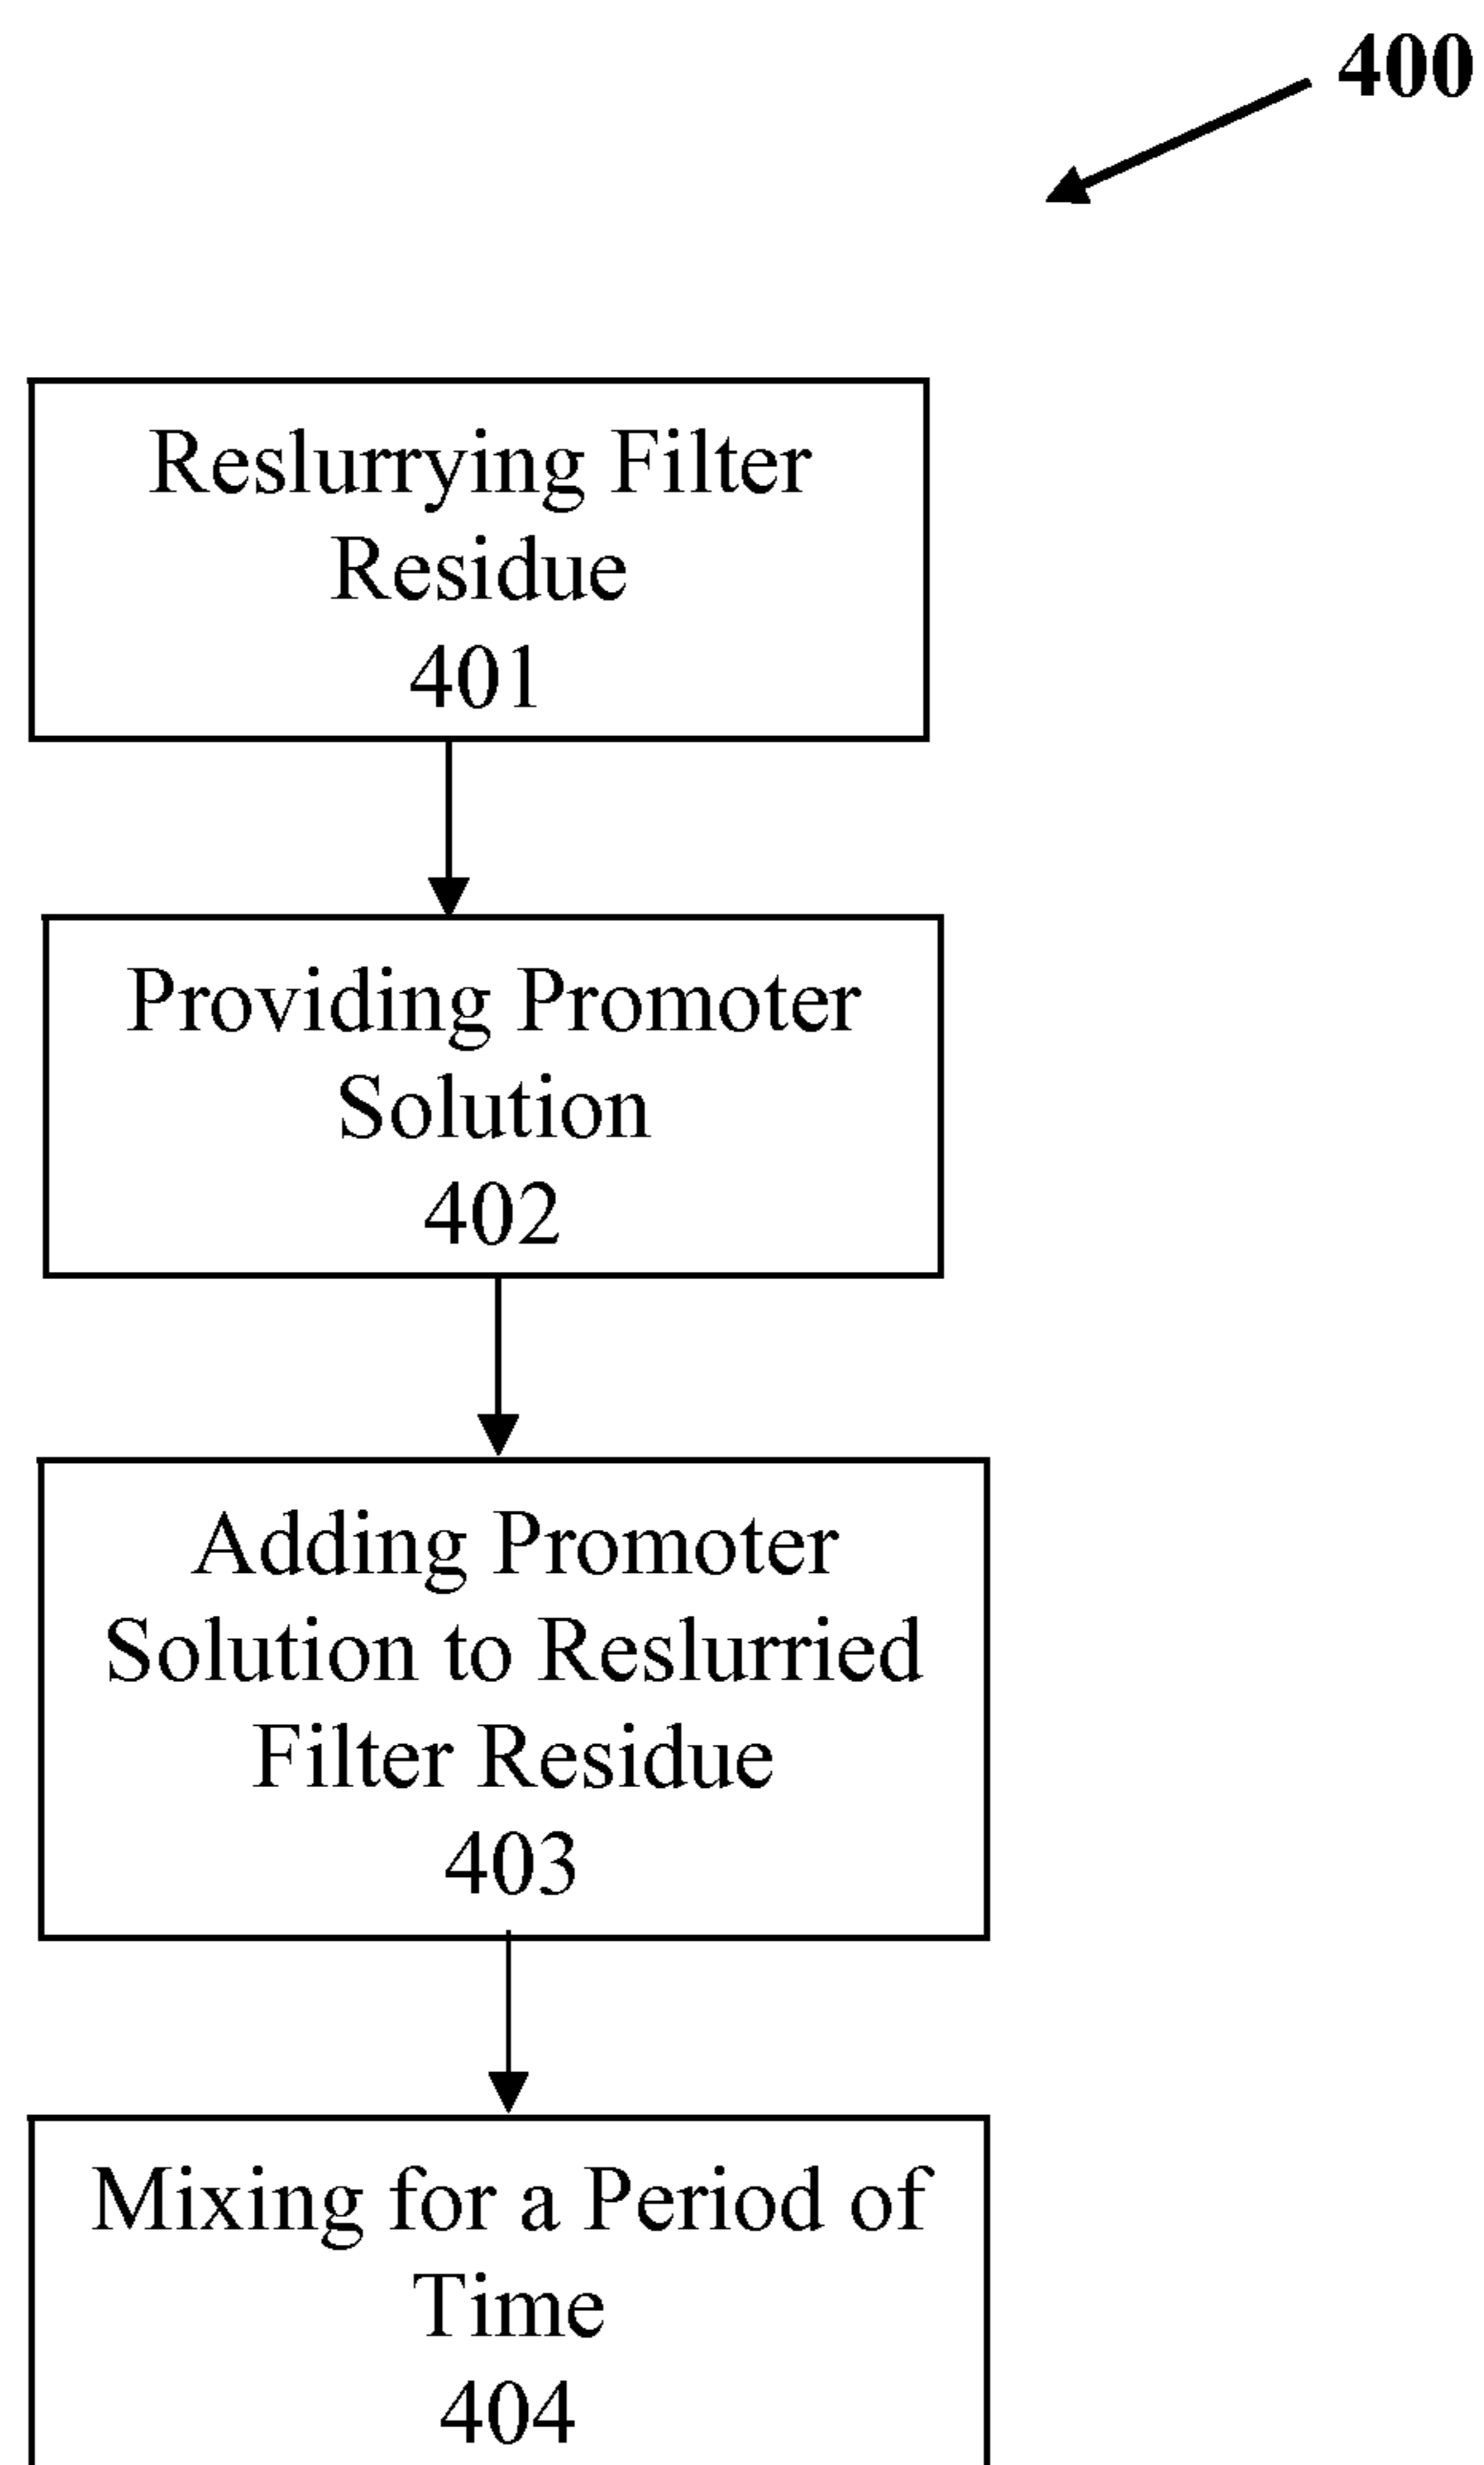 400
Reslurrying Filter
Residue
401
Providing Promoter
Solution
402
Adding Promoter
Solution to Reslurried
Filter Residue
403
Mixing for a Period of
Time
404